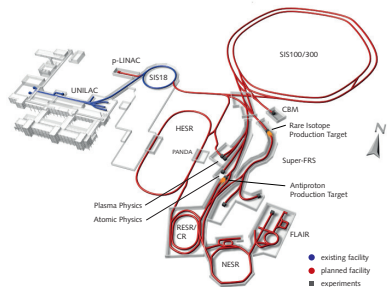 p-LINAC
SIS18
UNILAC
SIS100/300
CBM
HESR
Rare Isotope
Production Target
PANDA
Super-FRS
Plasma Physics
Atomic Physics
Antiproton
Production Target
RESR/
CR
FLAIR
NESR
existing facility
planned facility
experiments